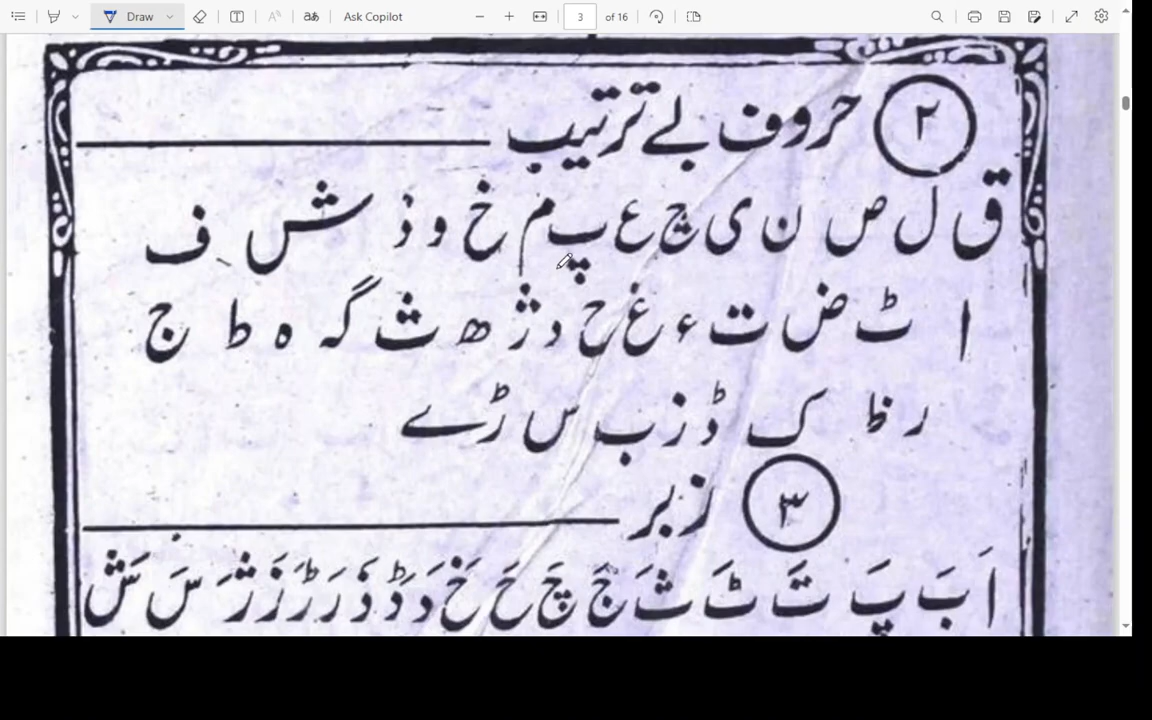 Draw
Ask Copilot
3 of 16
۲ حروف بے ترتیب
ق ل ص ن ی چ ع پ م خ و ذ ش ف
ا ٹ ض ت ء غ ح د ژ ھ ث گ ہ ط ج
ر ظ ک ڈ ز ب س ڑ ے
۳ زبر
اَ بَ پَ تَ ٹَ ثَ جَ چَ حَ خَ دَ ڈَ ذَ رَ ڑَ زَ ژَ سَ شَ